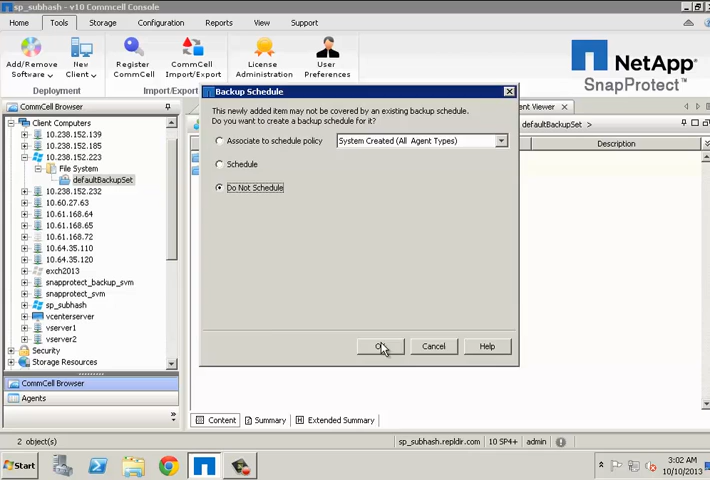 sp_subhash - v10 Commcell Console
Home
Tools
Storage
Configuration
Reports
View
Support
Add/Remove
Software
New
Client
Register
CommCell
CommCell
Import/Export
License
Administration
User
Preferences
Deployment
Import/Export
NetApp™
SnapProtect™
CommCell Browser
Client Computers
10.238.152.139
10.238.152.185
10.238.152.223
File System
defaultBackupSet
10.238.152.232
10.60.27.63
10.61.168.64
10.61.168.65
10.61.168.72
10.64.35.110
10.64.35.120
exch2013
snapprotect_backup_svm
snapprotect_svm
sp_subhash
vcenterserver
vserver1
vserver2
Security
Storage Resources
CommCell Browser
Agents
Backup Schedule
This newly added item may not be covered by an existing backup schedule.
Do you want to create a backup schedule for it?
Associate to schedule policy
System Created (All Agent Types)
Schedule
Do Not Schedule
Cancel
Help
ent Viewer
defaultBackupSet >
Description
Content
Summary
Extended Summary
2 object(s)
sp_subhash.repldir.com
10 SP4+
admin
Start
3:02 AM
10/10/2013